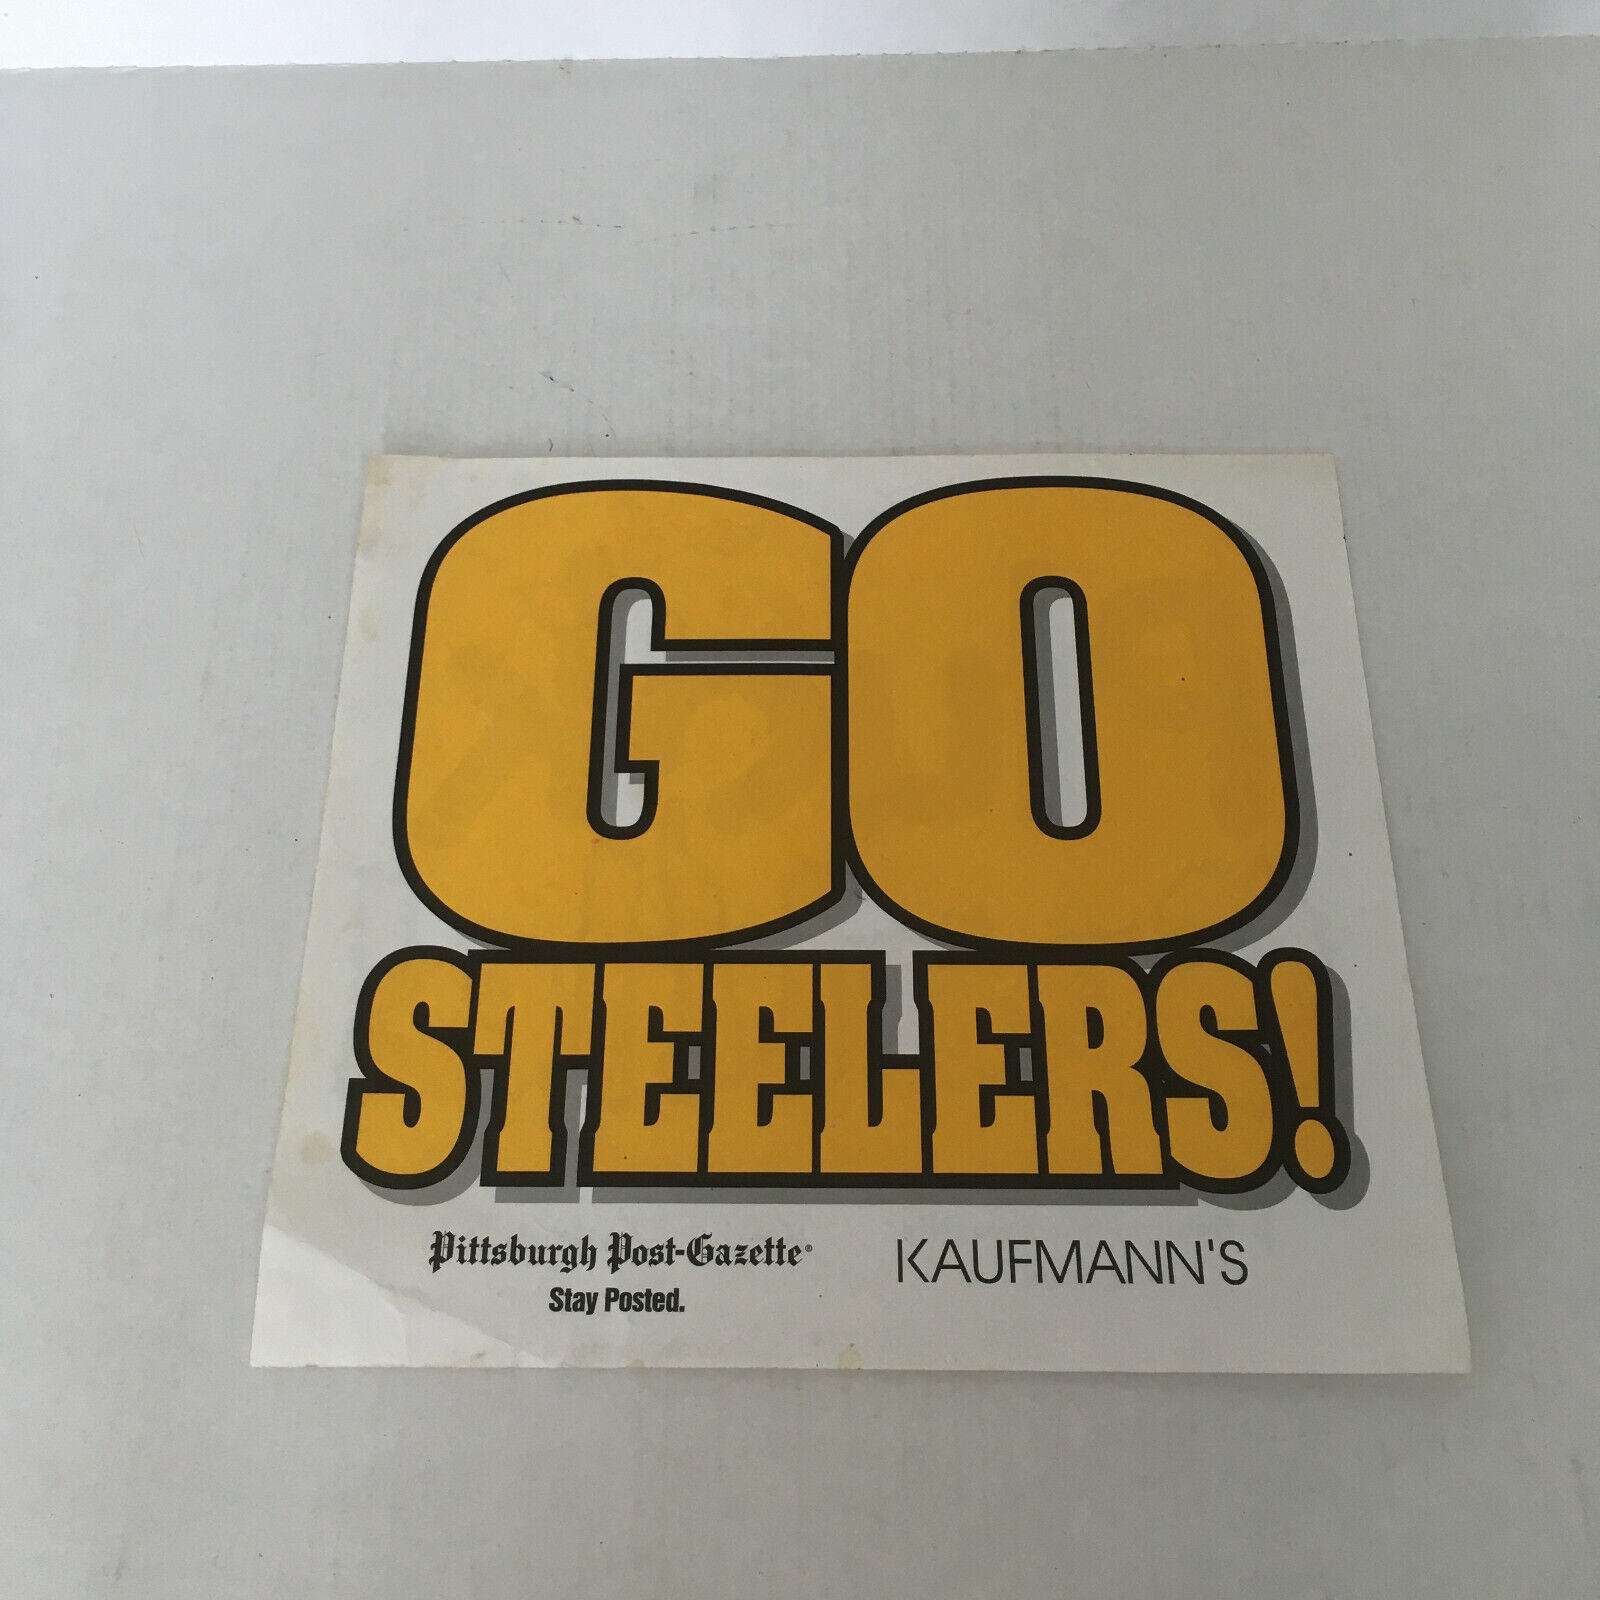 GO
STEELERS!
Pittsburgh Post-Gazette® KAUFMANN'S
Stay Posted.